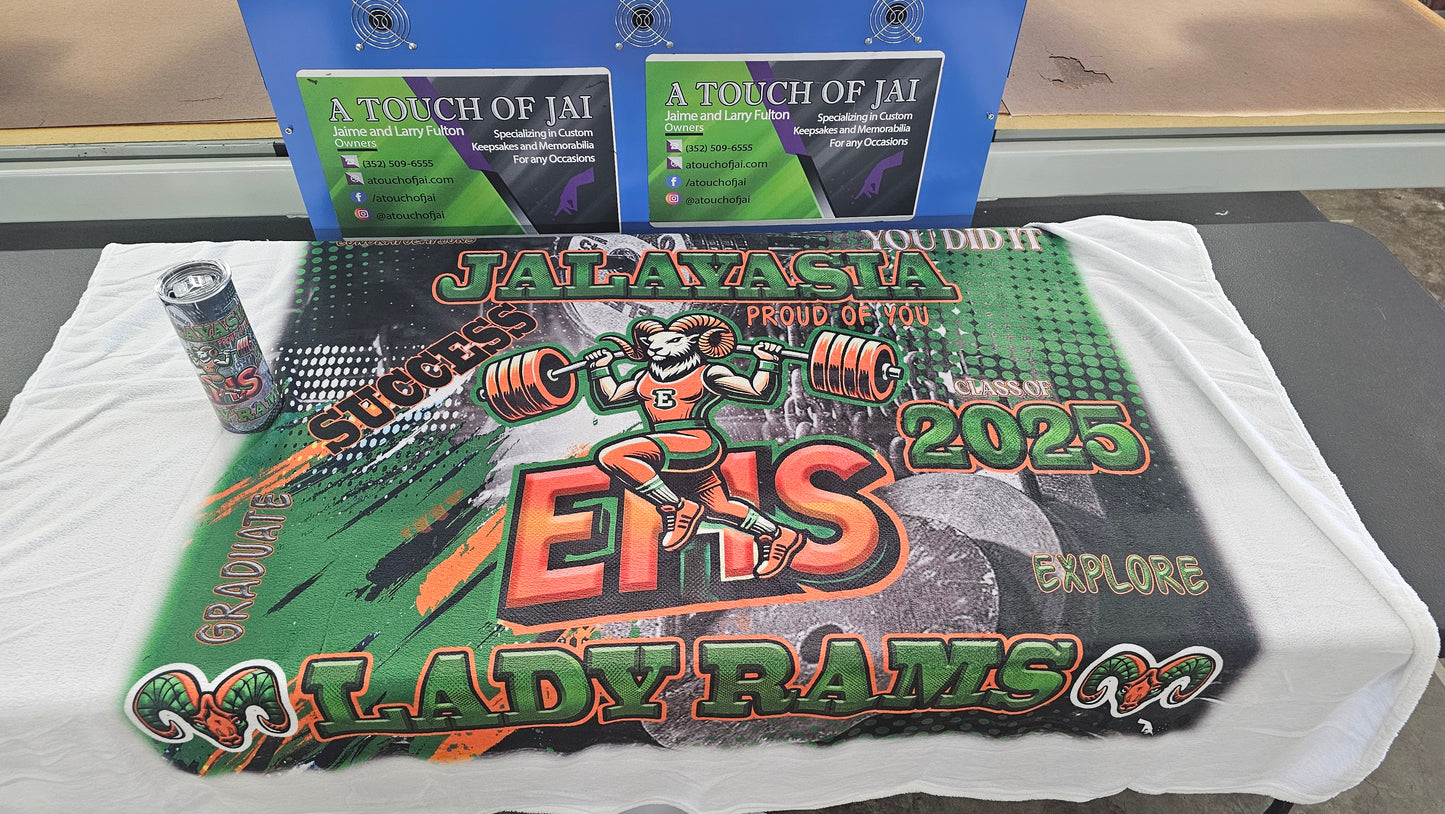 A TOUCH OF JAI
Jaime and Larry Fulton
Owners
Specializing in Custom
Keepsakes and Memorabilia
For any Occasions
(352) 509-6555
atouchofjai.com
/atouchofjai
@atouchofjai
A TOUCH OF JAI
Jaime and Larry Fulton
Owners
Specializing in Custom
Keepsakes and Memorabilia
For any Occasions
(352) 509-6555
atouchofjai.com
/atouchofjai
@atouchofjai
YOU DID IT
JALAYASIA
PROUD OF YOU
SUCCESS
E
CLASS OF
2025
EHS
GRADUATE
EXPLORE
LADY RAMS